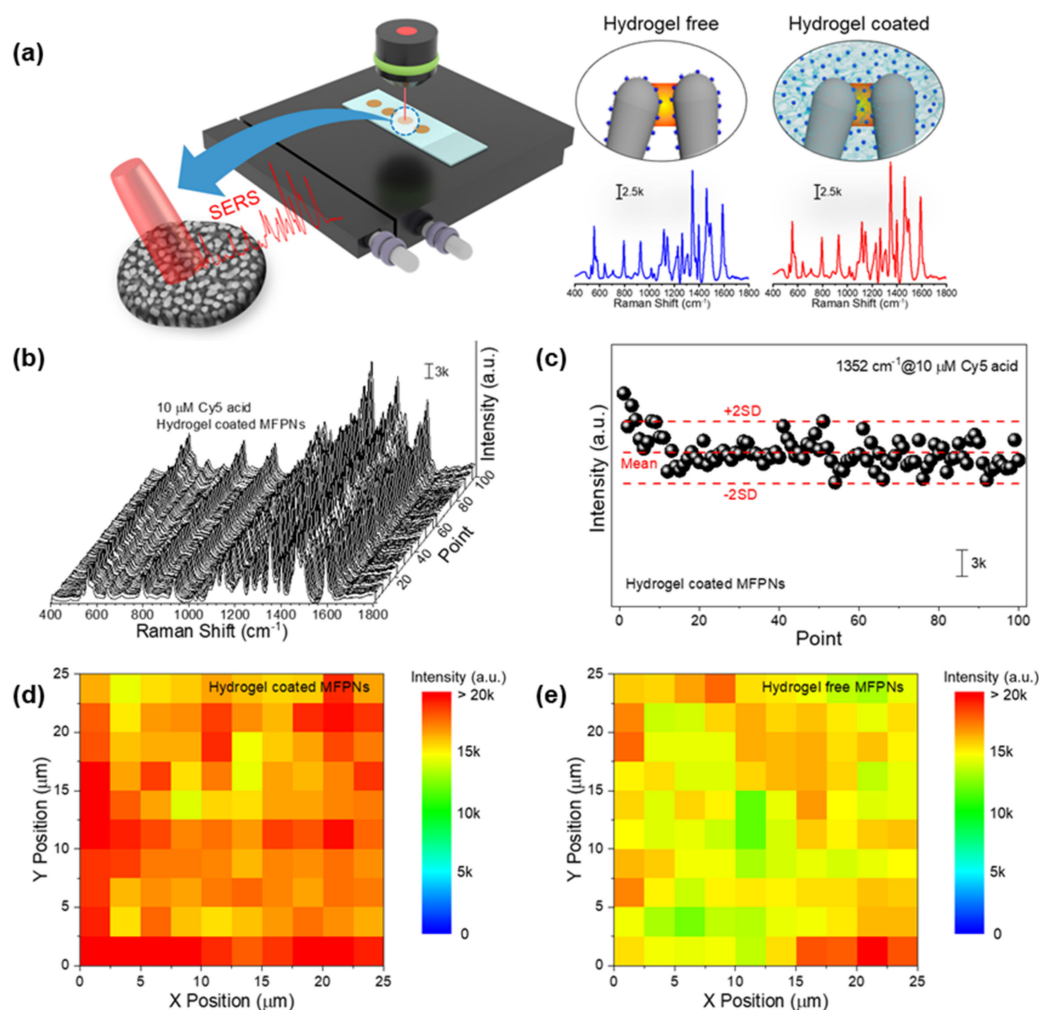 (a)
Hydrogel free
Hydrogel coated
SERS
2.5k
2.5k
400 600 800 1000 1200 1400 1600 1800
Raman Shift (cm⁻¹)
400 600 800 1000 1200 1400 1600 1800
Raman Shift (cm⁻¹)
(b)
10 μM Cy5 acid
Hydrogel coated MFPNs
3k
Intensity (a.u.)
100
80
60
40
20
Point
400 600 800 1000 1200 1400 1600 1800
Raman Shift (cm⁻¹)
(c)
1352 cm⁻¹@10 μM Cy5 acid
+2SD
Mean
-2SD
3k
Hydrogel coated MFPNs
Intensity (a.u.)
0 20 40 60 80 100
Point
(d)
Hydrogel coated MFPNs
25
20
15
10
5
0
Y Position (μm)
0 5 10 15 20 25
X Position (μm)
Intensity (a.u.)
> 20k
15k
10k
5k
0
(e)
Hydrogel free MFPNs
25
20
15
10
5
0
Y Position (μm)
0 5 10 15 20 25
X Position (μm)
Intensity (a.u.)
> 20k
15k
10k
5k
0